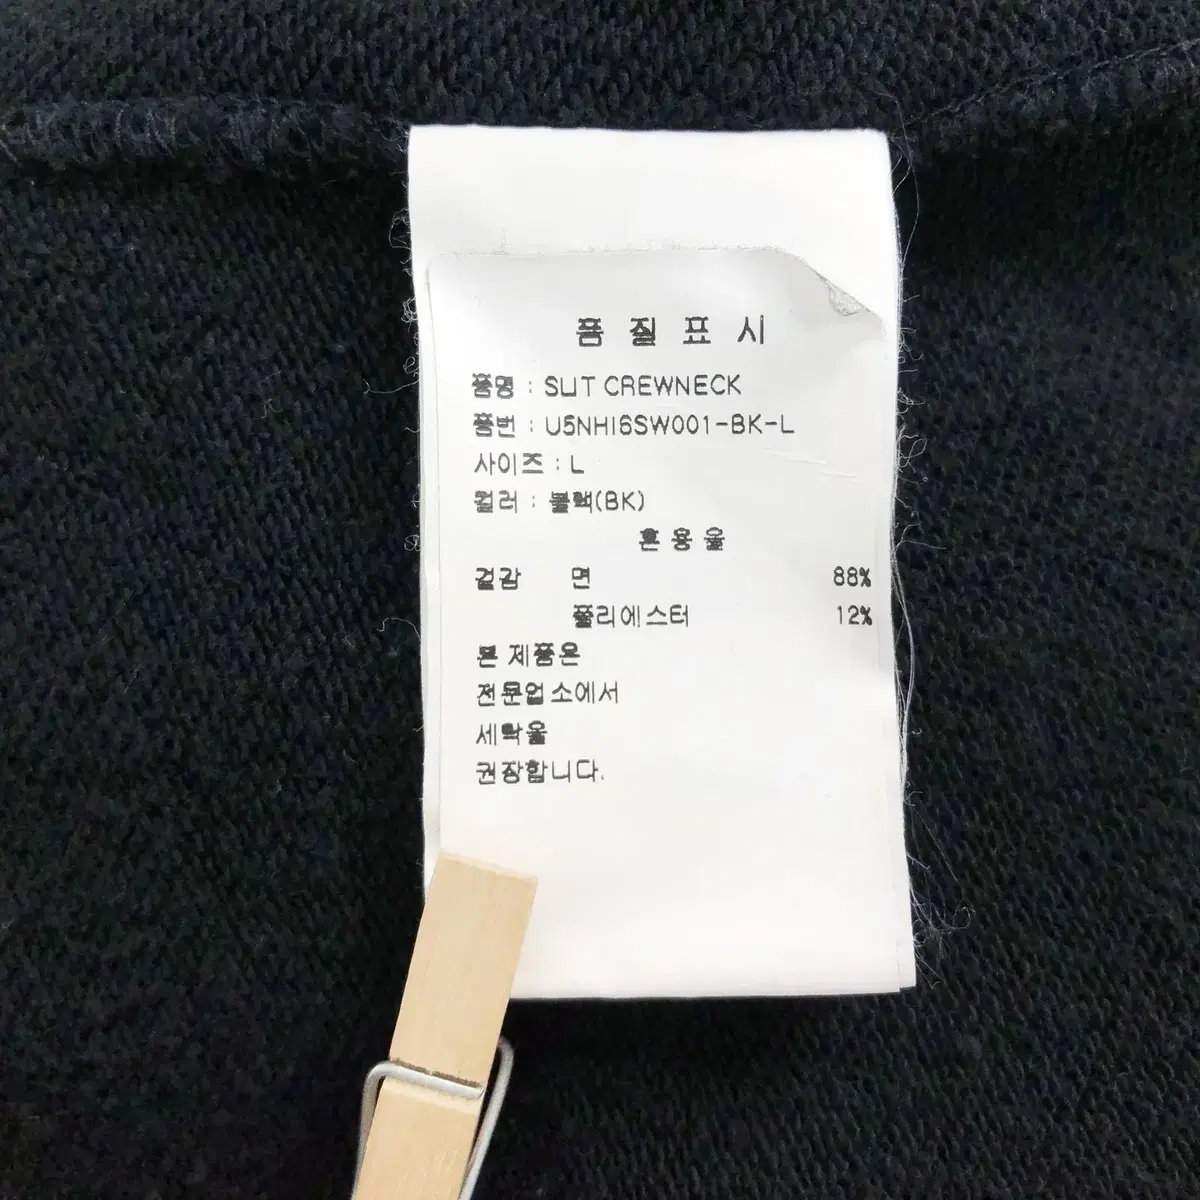 품 질 표 시
품명 : SLIT CREWNECK
품번 : U5NHI6SW001-BK-L
사이즈 : L
컬러 : 블랙(BK)
혼 용 율
겉감 면 88%
폴리에스터 12%
본 제품은
전문업소에서
세탁을
권장합니다.